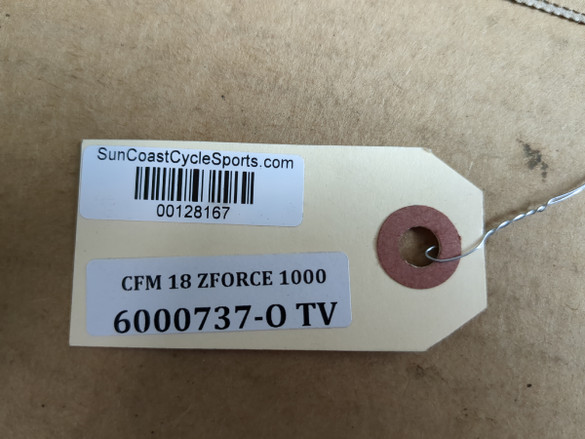 SunCoastCycleSports.com
00128167
CFM 18 ZFORCE 1000
6000737-O TV